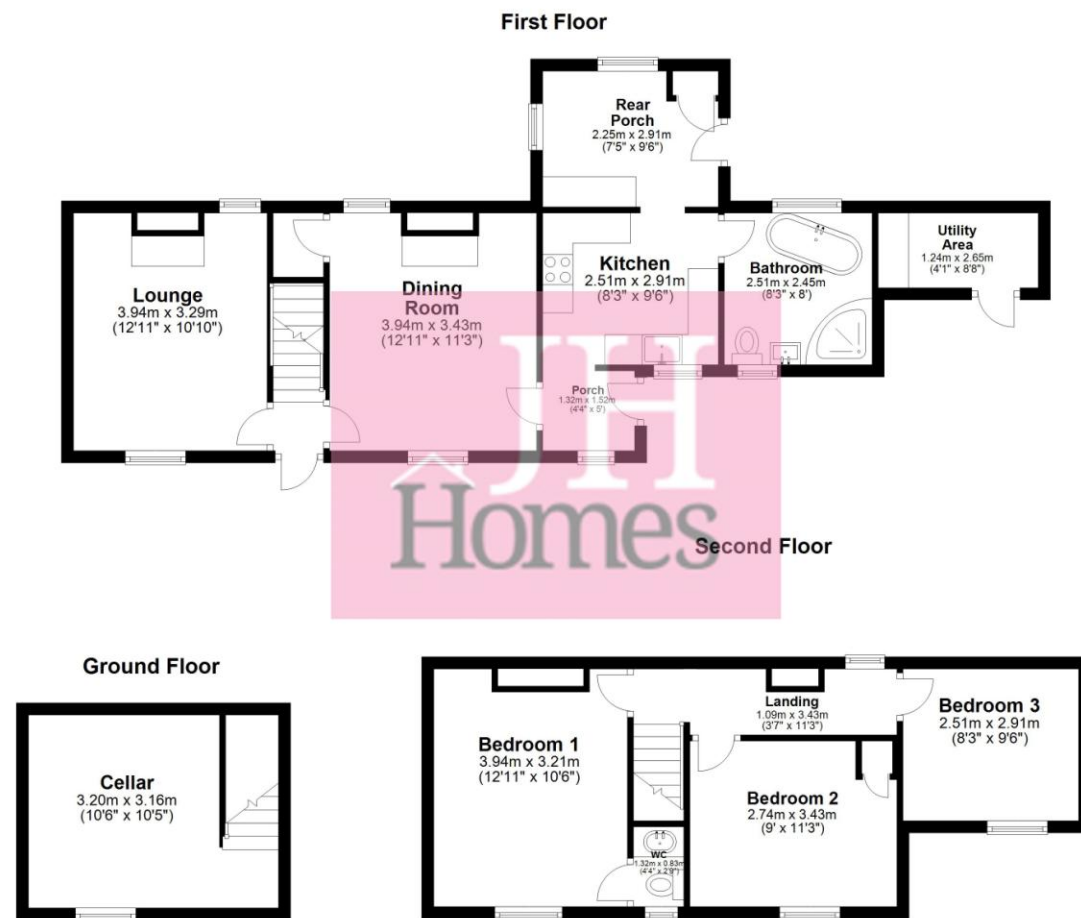 First Floor
Rear
Porch
2.25m x 2.91m
(7'5" x 9'6")
Lounge
3.94m x 3.29m
(12'11" x 10'10")
Dining
Room
3.94m x 3.43m
(12'11" x 11'3")
Kitchen
2.51m x 2.91m
(8'3" x 9'6")
Bathroom
2.51m x 2.45m
(8'3" x 8')
Utility
Area
1.24m x 2.65m
(4'1" x 8'8")
Porch
1.32m x 1.52m
(4'4" x 5')
JH
Homes
Second Floor
Ground Floor
Cellar
3.20m x 3.16m
(10'6" x 10'5")
Bedroom 1
3.94m x 3.21m
(12'11" x 10'6")
Landing
1.09m x 3.43m
(3'7" x 11'3")
Bedroom 3
2.51m x 2.91m
(8'3" x 9'6")
Bedroom 2
2.74m x 3.43m
(9' x 11'3")
WC
1.32m x 0.83m
(4'4" x 2'9")